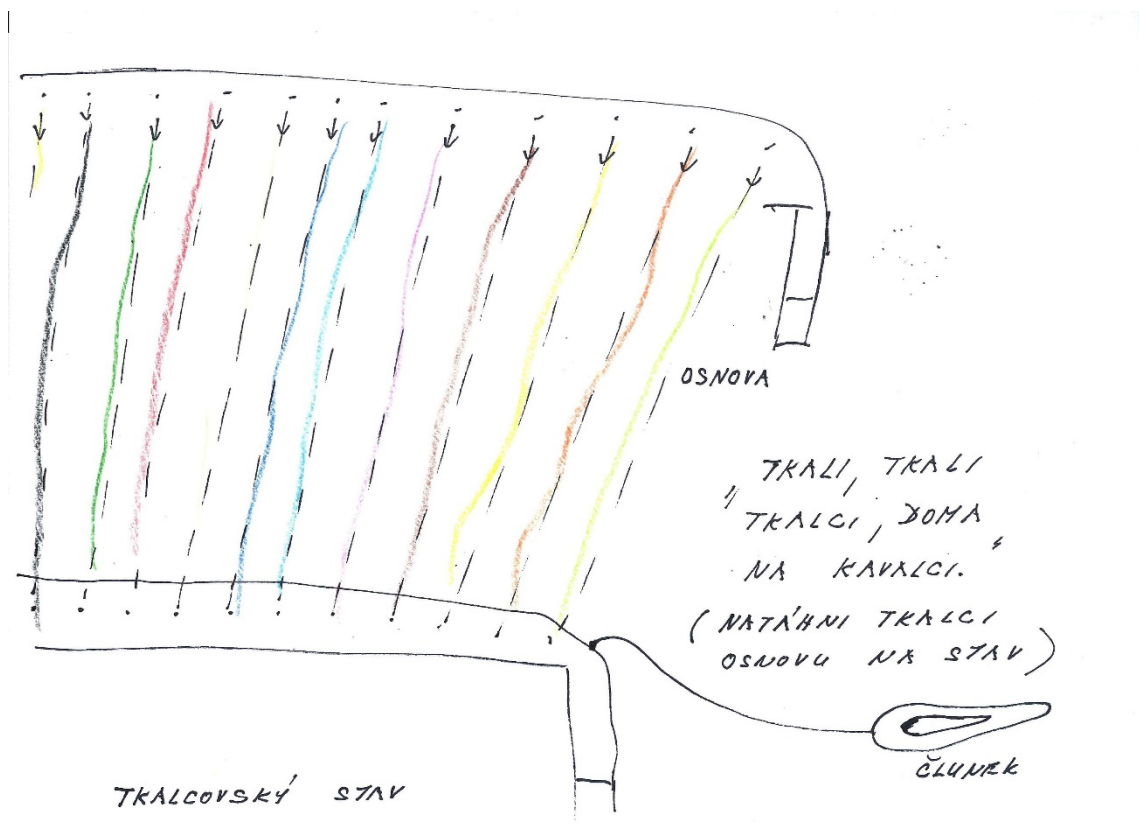 OSNOVA
„TKALI, TKALI
TKALCI, DOMA
NA KAVALCI.“
(NATÁHNI TKALCI
OSNOVU NA STAV)
ČLUNEK
TKALCOVSKÝ STAV